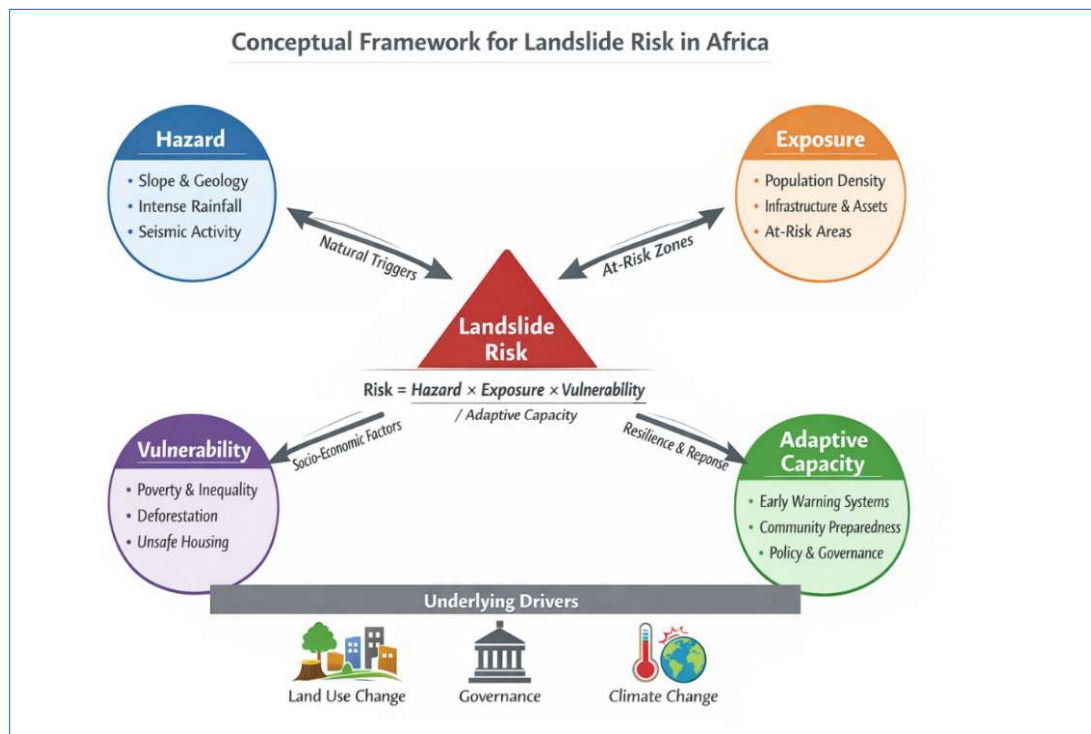 Conceptual Framework for Landslide Risk in Africa
Hazard
• Slope & Geology
• Intense Rainfall
• Seismic Activity
Exposure
• Population Density
• Infrastructure & Assets
• At-Risk Areas
Natural Triggers
At-Risk Zones
Landslide
Risk
Risk = Hazard × Exposure × Vulnerability
/ Adaptive Capacity
Socio-Economic Factors
Resilience & Reponse
Vulnerability
• Poverty & Inequality
• Deforestation
• Unsafe Housing
Adaptive
Capacity
• Early Warning Systems
• Community Preparedness
• Policy & Governance
Underlying Drivers
Land Use Change
Governance
Climate Change